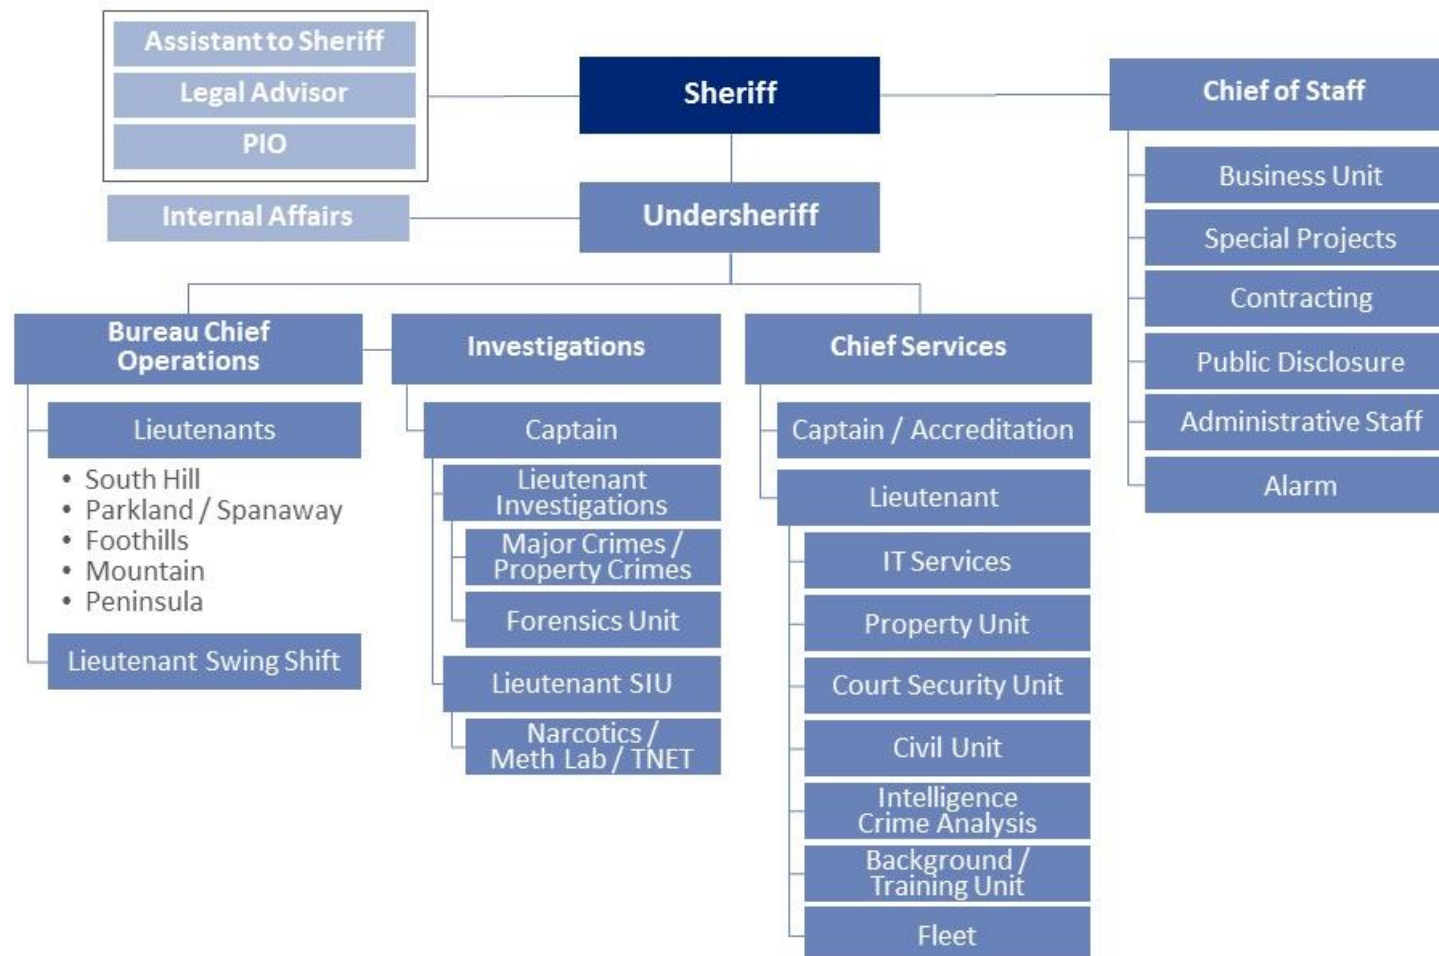 Assistant to Sheriff
Legal Advisor
PIO
Sheriff
Chief of Staff
Internal Affairs
Undersheriff
Business Unit
Special Projects
Contracting
Public Disclosure
Administrative Staff
Alarm
Bureau Chief
Operations
Lieutenants
• South Hill
• Parkland / Spanaway
• Foothills
• Mountain
• Peninsula
Lieutenant Swing Shift
Investigations
Captain
Lieutenant
Investigations
Major Crimes /
Property Crimes
Forensics Unit
Lieutenant SIU
Narcotics /
Meth Lab / TNET
Chief Services
Captain / Accreditation
Lieutenant
IT Services
Property Unit
Court Security Unit
Civil Unit
Intelligence
Crime Analysis
Background /
Training Unit
Fleet